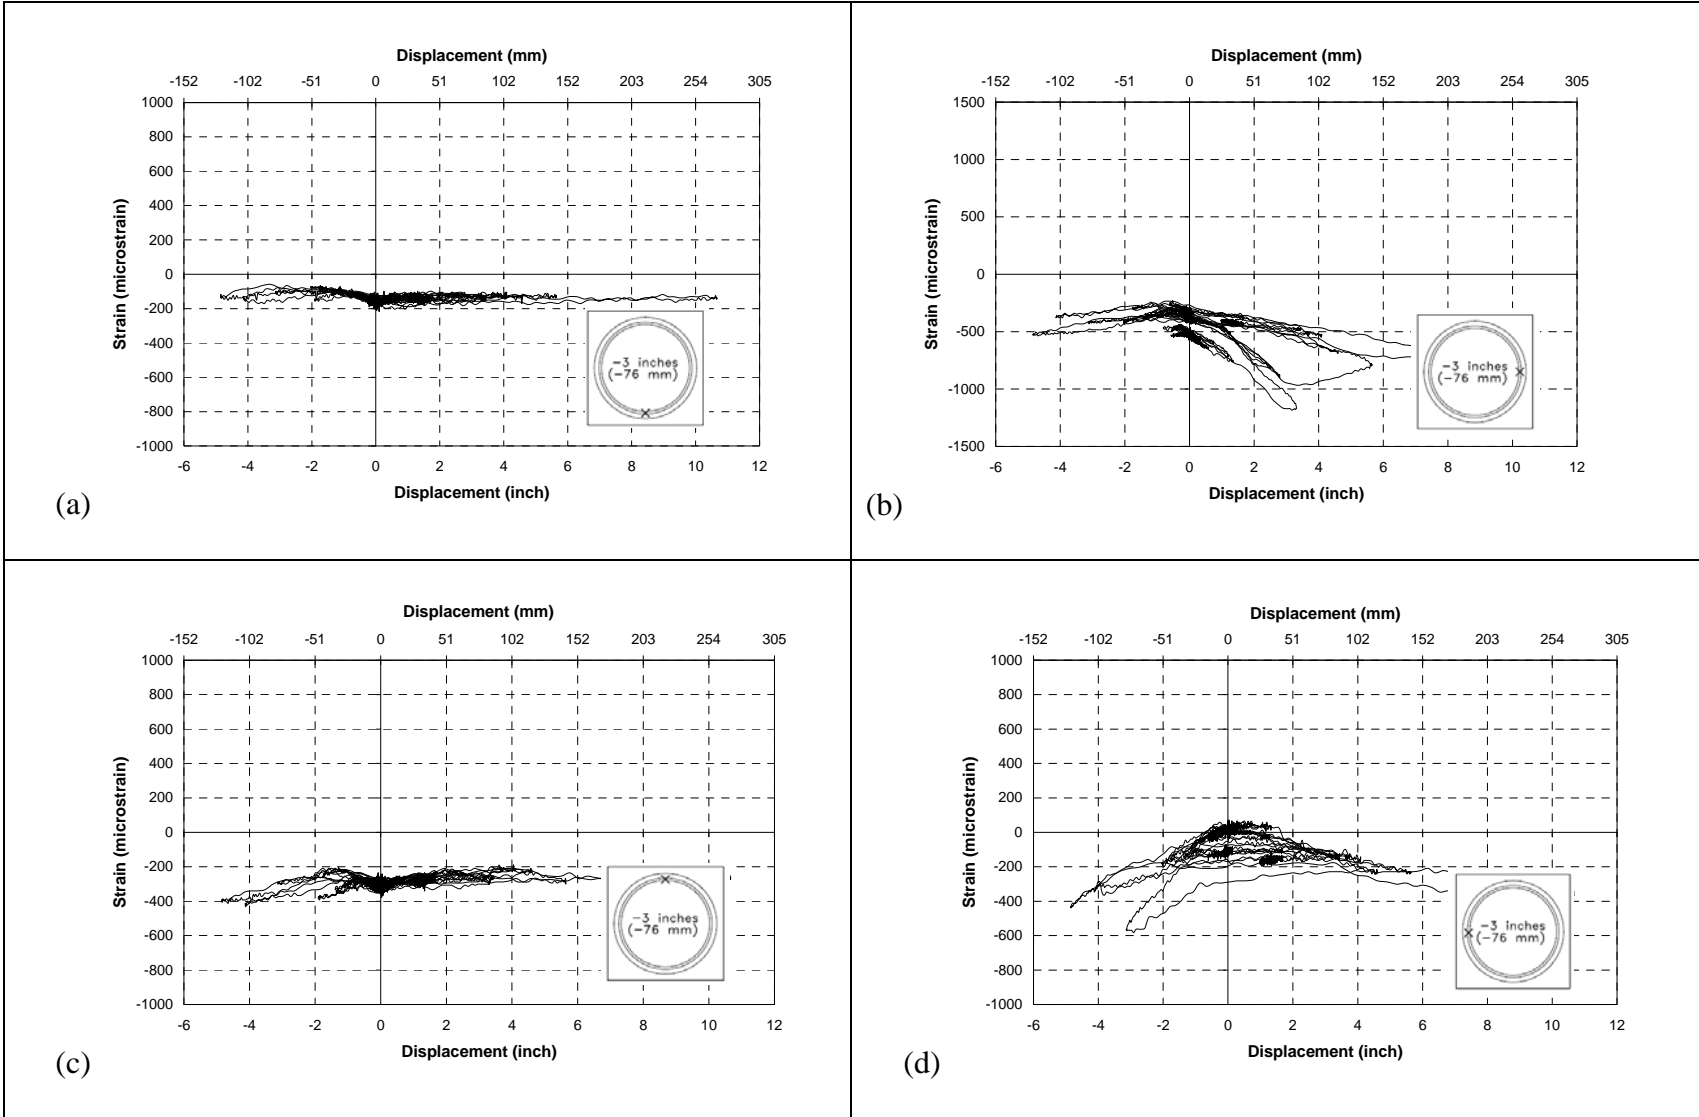 Displacement (mm)
-152 -102 -51 0 51 102 152 203 254 305
1000
800
600
400
200
0
-200
-400
-600
-800
-1000
Strain (microstrain)
-3 inches
(-76 mm)
-6 -4 -2 0 2 4 6 8 10 12
Displacement (inch)
(a)
Displacement (mm)
-152 -102 -51 0 51 102 152 203 254 305
1500
1000
500
0
-500
-1000
-1500
Strain (microstrain)
-3 inches
(-76 mm)
-6 -4 -2 0 2 4 6 8 10 12
Displacement (inch)
(b)
Displacement (mm)
-152 -102 -51 0 51 102 152 203 254 305
1000
800
600
400
200
0
-200
-400
-600
-800
-1000
Strain (microstrain)
-3 inches
(-76 mm)
-6 -4 -2 0 2 4 6 8 10 12
Displacement (inch)
(c)
Displacement (mm)
-152 -102 -51 0 51 102 152 203 254 305
1000
800
600
400
200
0
-200
-400
-600
-800
-1000
Strain (microstrain)
-3 inches
(-76 mm)
-6 -4 -2 0 2 4 6 8 10 12
Displacement (inch)
(d)